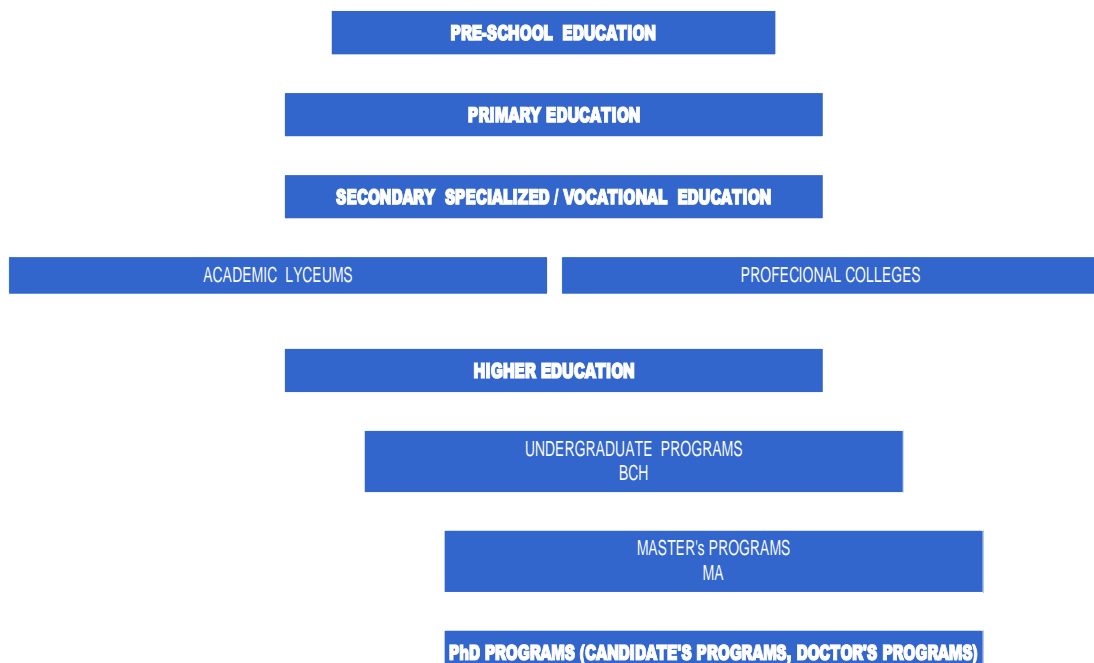 PRE-SCHOOL EDUCATION
PRIMARY EDUCATION
SECONDARY SPECIALIZED / VOCATIONAL EDUCATION
ACADEMIC LYCEUMS
PROFECIONAL COLLEGES
HIGHER EDUCATION
UNDERGRADUATE PROGRAMS
BCH
MASTER's PROGRAMS
MA
PhD PROGRAMS (CANDIDATE'S PROGRAMS, DOCTOR'S PROGRAMS)